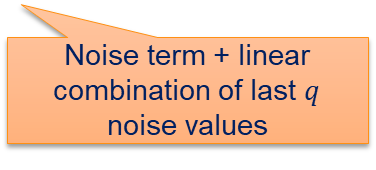 Noise term + linear
combination of last q
noise values